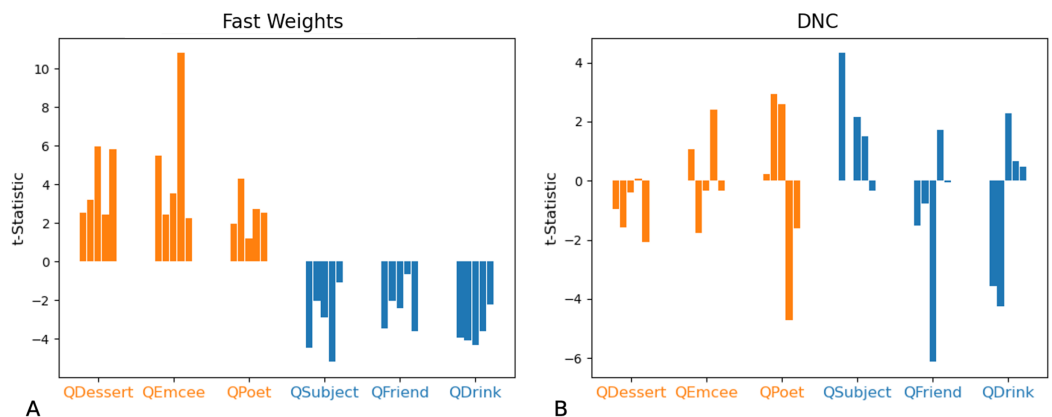 Fast Weights
t-Statistic
10
8
6
4
2
0
−2
−4
QDessert QEmcee QPoet QSubject QFriend QDrink
A
DNC
t-Statistic
4
2
0
−2
−4
−6
QDessert QEmcee QPoet QSubject QFriend QDrink
B